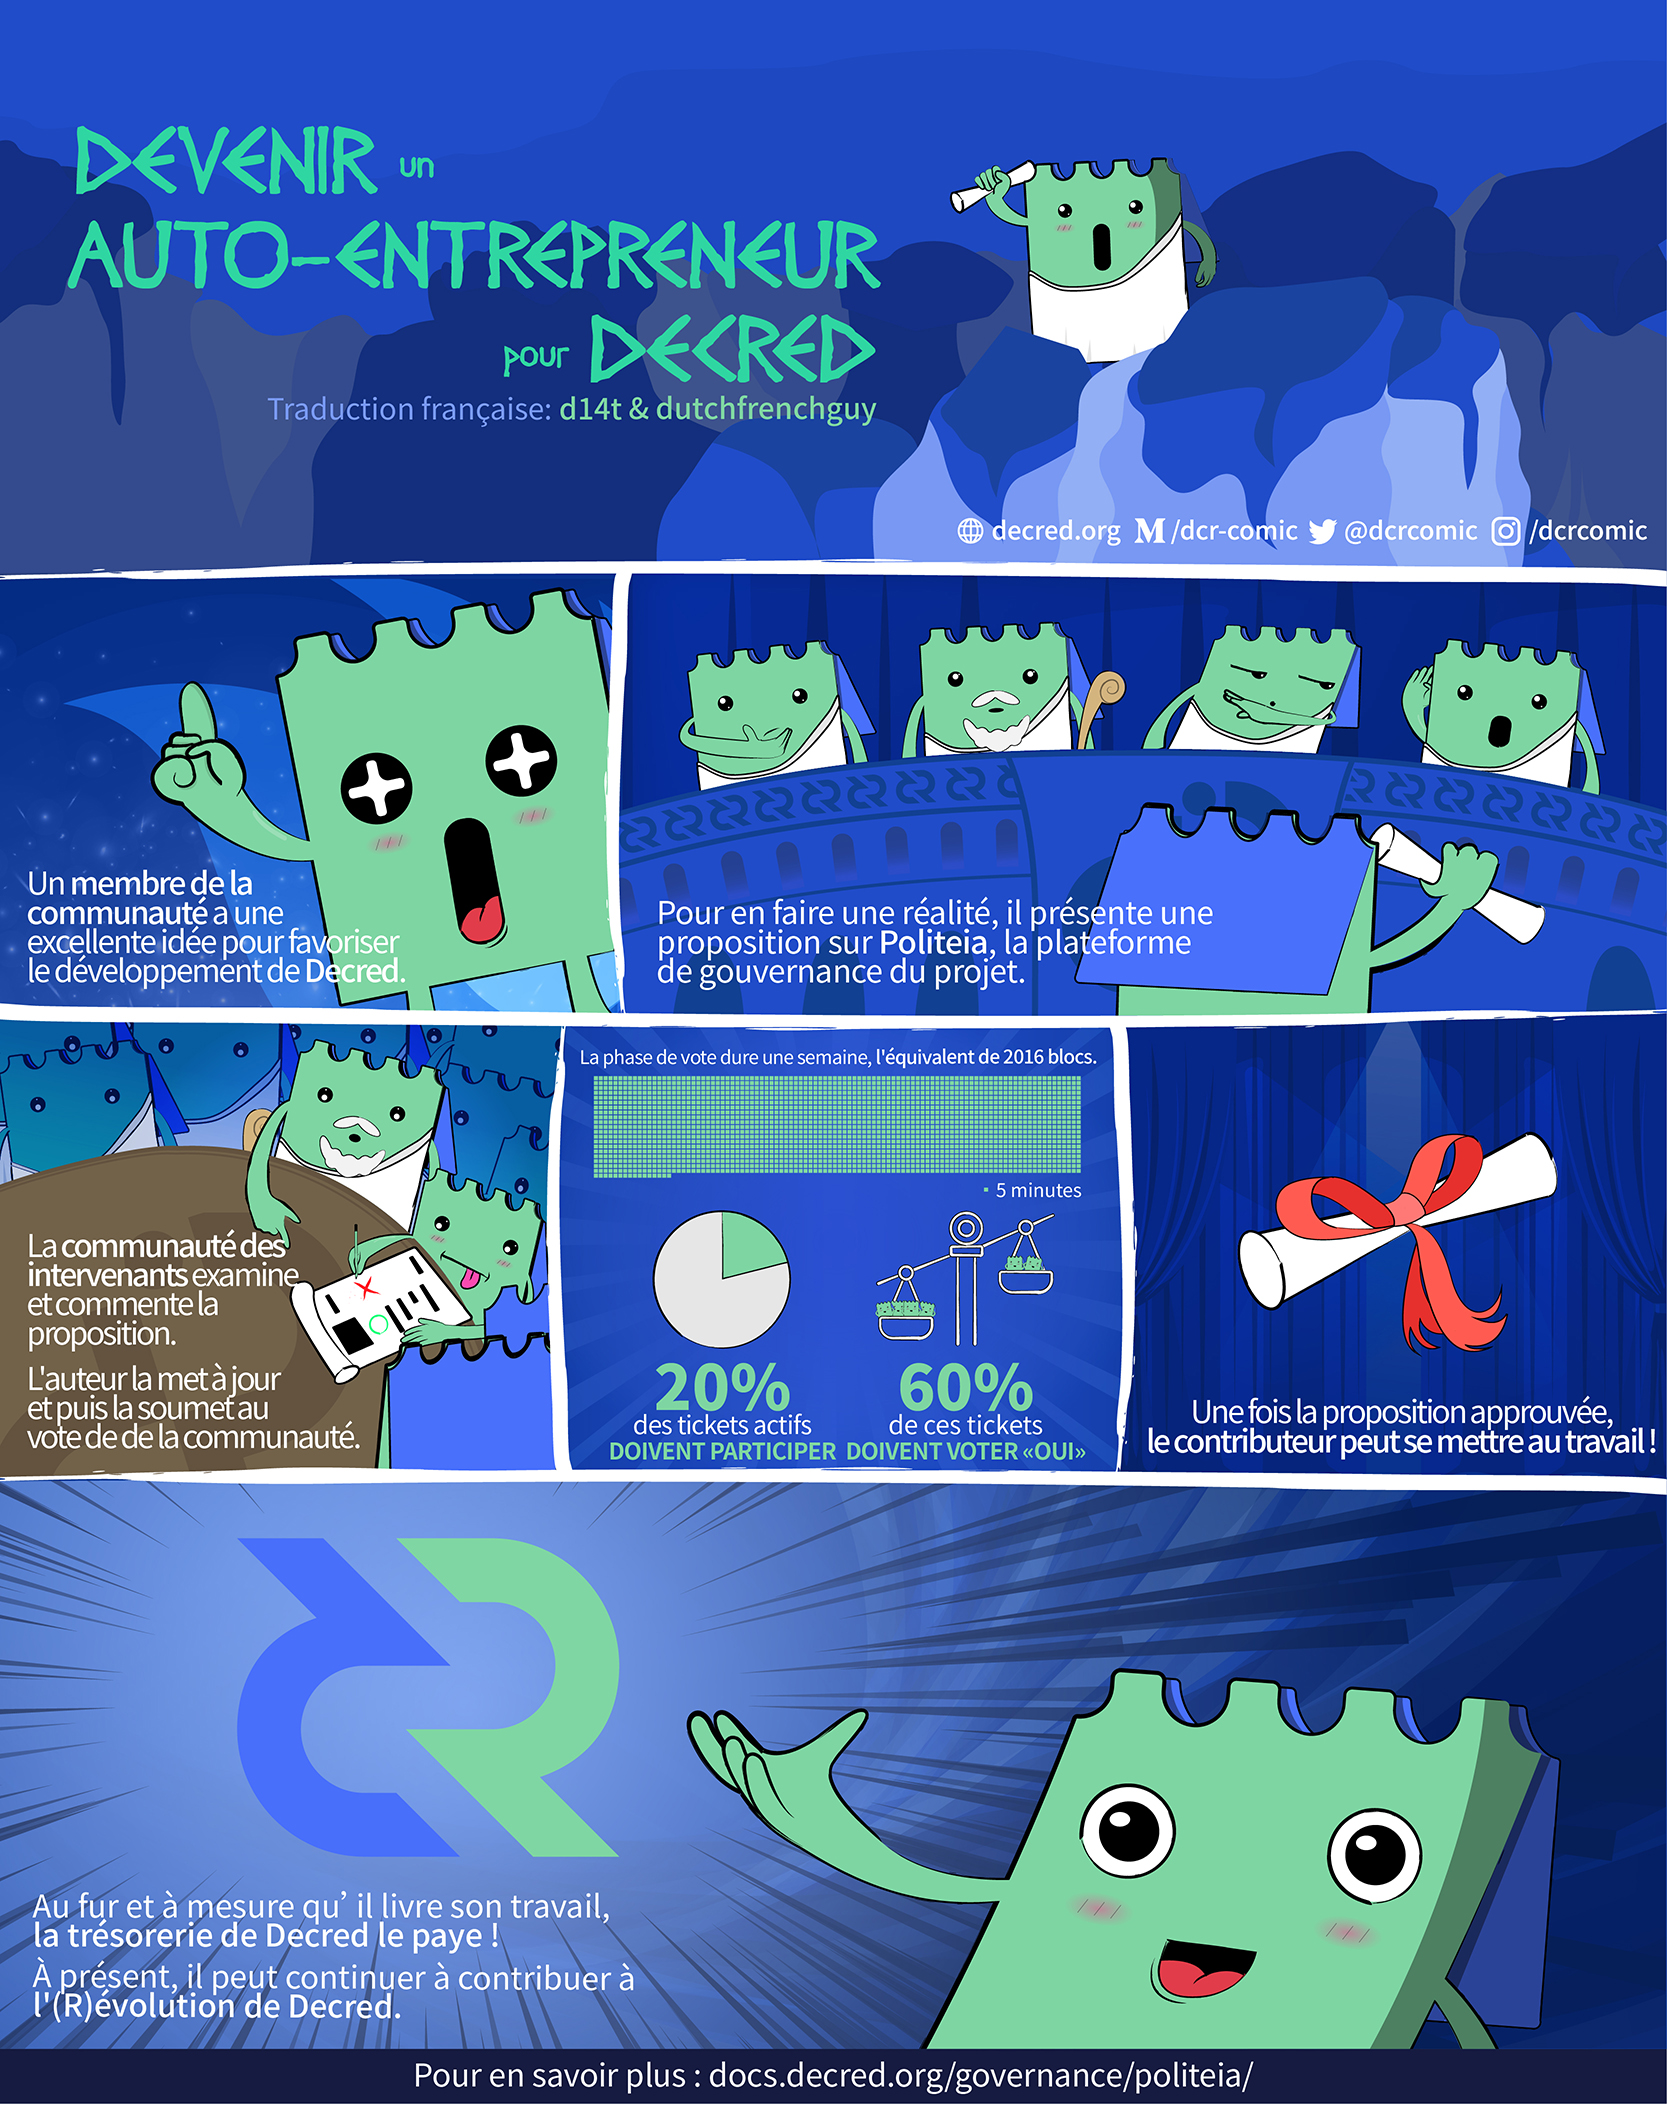 DEVENIR un
AUTO-ENTREPRENEUR
pour DECRED
Traduction française: d14t & dutchfrenchguy
decred.org M /dcr-comic @dcrcomic /dcrcomic
Un membre de la
communauté a une
excellente idée pour favoriser
le développement de Decred.
Pour en faire une réalité, il présente une
proposition sur Politeia, la plateforme
de gouvernance du projet.
La communauté des
intervenants examine
et commente la
proposition.
L'auteur la met à jour
et puis la soumet au
vote de de la communauté.
La phase de vote dure une semaine, l'équivalent de 2016 blocs.
5 minutes
20%
des tickets actifs
DOIVENT PARTICIPER
60%
de ces tickets
DOIVENT VOTER «OUI»
Une fois la proposition approuvée,
le contributeur peut se mettre au travail !
Au fur et à mesure qu’ il livre son travail,
la trésorerie de Decred le paye !
À présent, il peut continuer à contribuer à
l'(R)évolution de Decred.
Pour en savoir plus : docs.decred.org/governance/politeia/